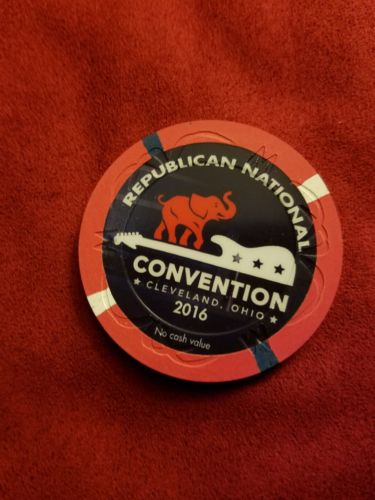 REPUBLICAN NATIONAL
CONVENTION
★ CLEVELAND, OHIO ★
2016
No cash value